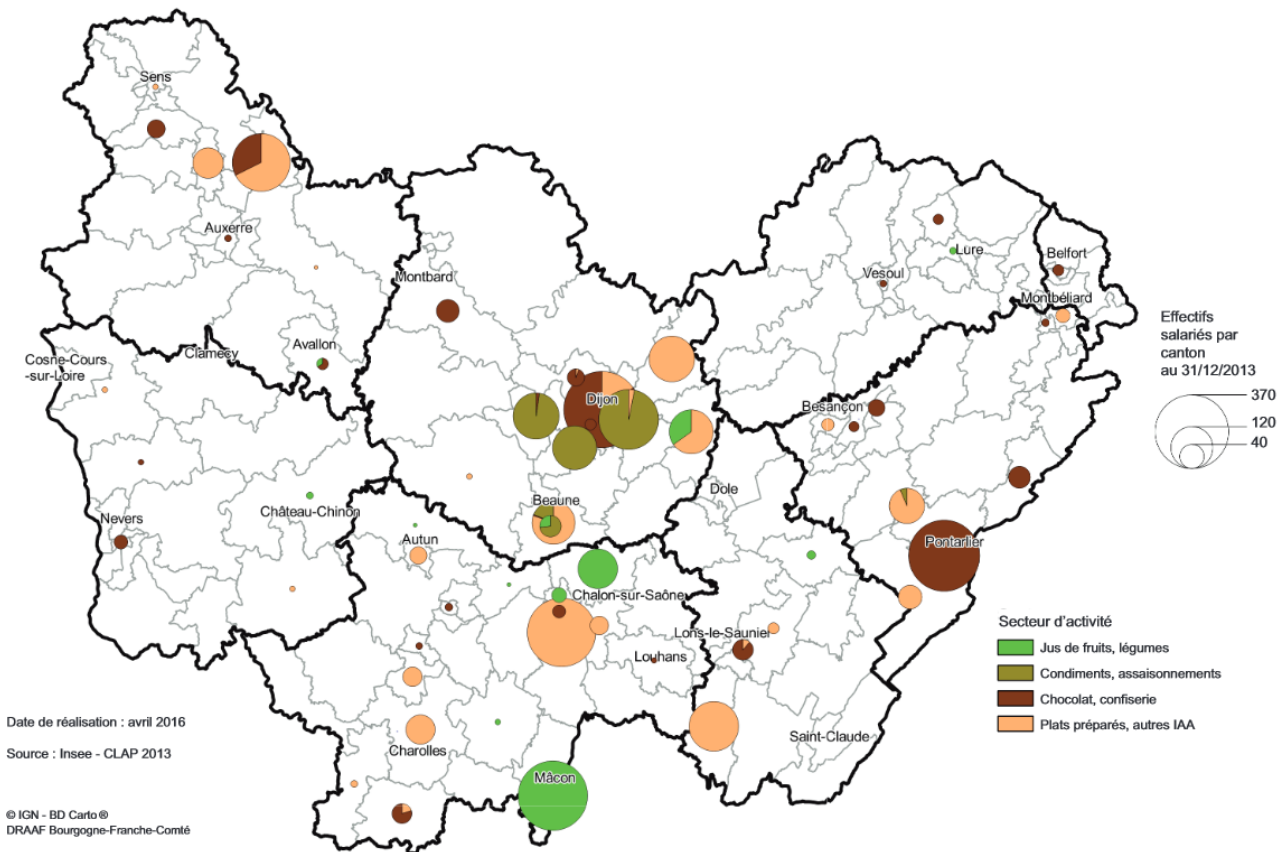 Sens
Auxerre
Montbard
Avallon
Clamecy
Cosne-Cours
-sur-Loire
Nevers
Château-Chinon
Dijon
Beaune
Autun
Chalon-sur-Saône
Louhans
Charolles
Mâcon
Vesoul
Lure
Belfort
Montbéliard
Besançon
Dole
Pontarlier
Lons-le-Saunier
Saint-Claude
Effectifs
salariés par
canton
au 31/12/2013
370
120
40
Secteur d'activité
Jus de fruits, légumes
Condiments, assaisonnements
Chocolat, confiserie
Plats préparés, autres IAA
Date de réalisation : avril 2016
Source : Insee - CLAP 2013
© IGN - BD Carto ®
DRAAF Bourgogne-Franche-Comté